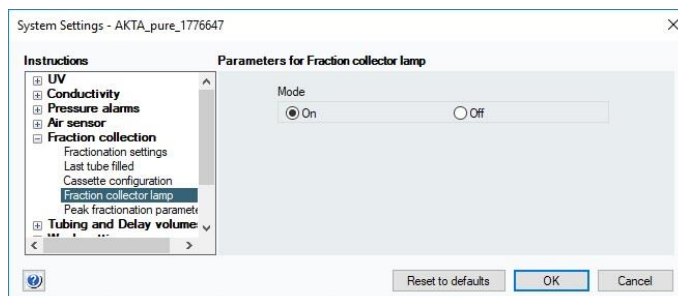 System Settings - AKTA_pure_1776647
Instructions
UV
Conductivity
Pressure alarms
Air sensor
Fraction collection
Fractionation settings
Last tube filled
Cassette configuration
Fraction collector lamp
Peak fractionation paramete
Tubing and Delay volume
Parameters for Fraction collector lamp
Mode
On Off
Reset to defaults OK Cancel